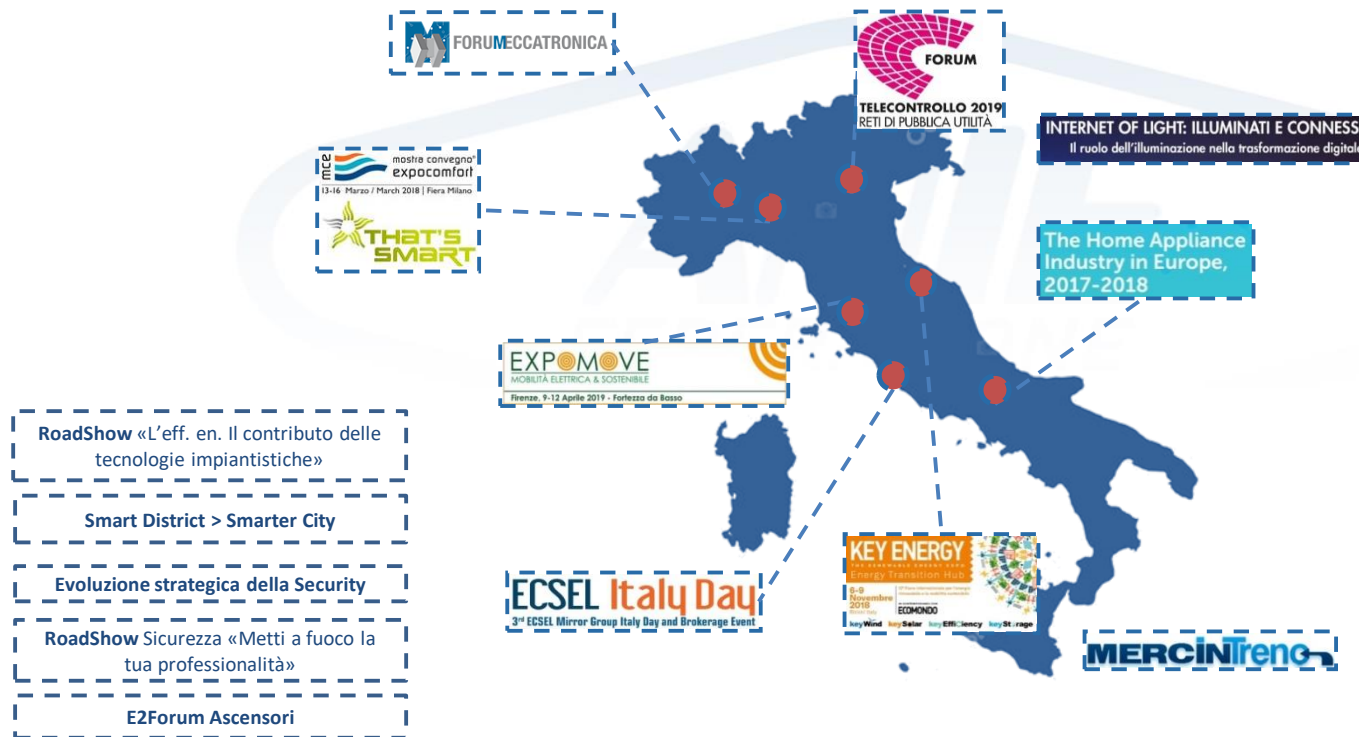 FORUMECCATRONICA
FORUM
TELECONTROLLO 2019
RETI DI PUBBLICA UTILITÀ
INTERNET OF LIGHT: ILLUMINATI E CONNESS
Il ruolo dell'illuminazione nella trasformazione digitale
mce
mostra convegno
expocomfort
13-16 Marzo / March 2018 | Fiera Milano
THAT'S
SMART
The Home Appliance
Industry in Europe,
2017-2018
EXPOMOVE
MOBILITÀ ELETTRICA & SOSTENIBILE
Firenze, 9-12 Aprile 2019 - Fortezza da Basso
RoadShow «L'eff. en. Il contributo delle
tecnologie impiantistiche»
Smart District > Smarter City
Evoluzione strategica della Security
RoadShow Sicurezza «Metti a fuoco la
tua professionalità»
E2Forum Ascensori
ECSEL Italy Day
3rd ECSEL Mirror Group Italy Day and Brokerage Event
KEY ENERGY
THE RENEWABLE ENERGY EXPO
Energy Transition Hub
6-9
Novembre
2018
ECOMONDO
keyWind keySolar keyEfficiency keyStorage
MERCINTreno